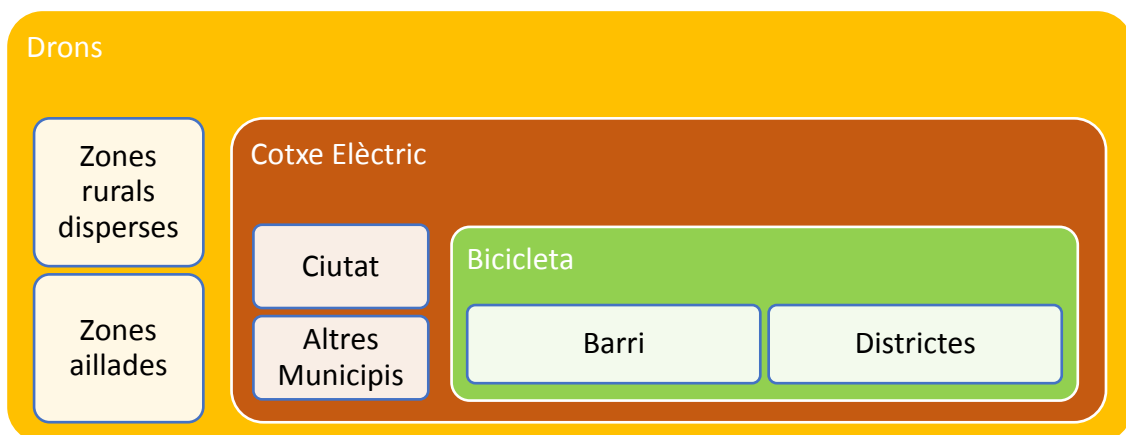 Drons
Zones
rurals
disperses
Zones
aillades
Cotxe Elèctric
Ciutat
Altres
Municipis
Bicicleta
Barri
Districtes